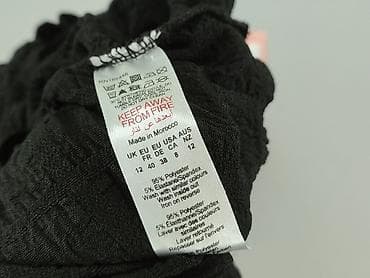 KEEP AWAY
FROM FIRE
Made in Morocco
UK EU EU USA AUS
FR DE CA NZ
12 40 38 8 12
95% Polyester
5% Elastane/Spandex
Wash with similar colours
Wash inside out
Iron on reverse
95% Polyester
5% Elasthanne/Spandex
Laver avec des couleurs
similaires
Laver retourné
Repasser sur l'envers